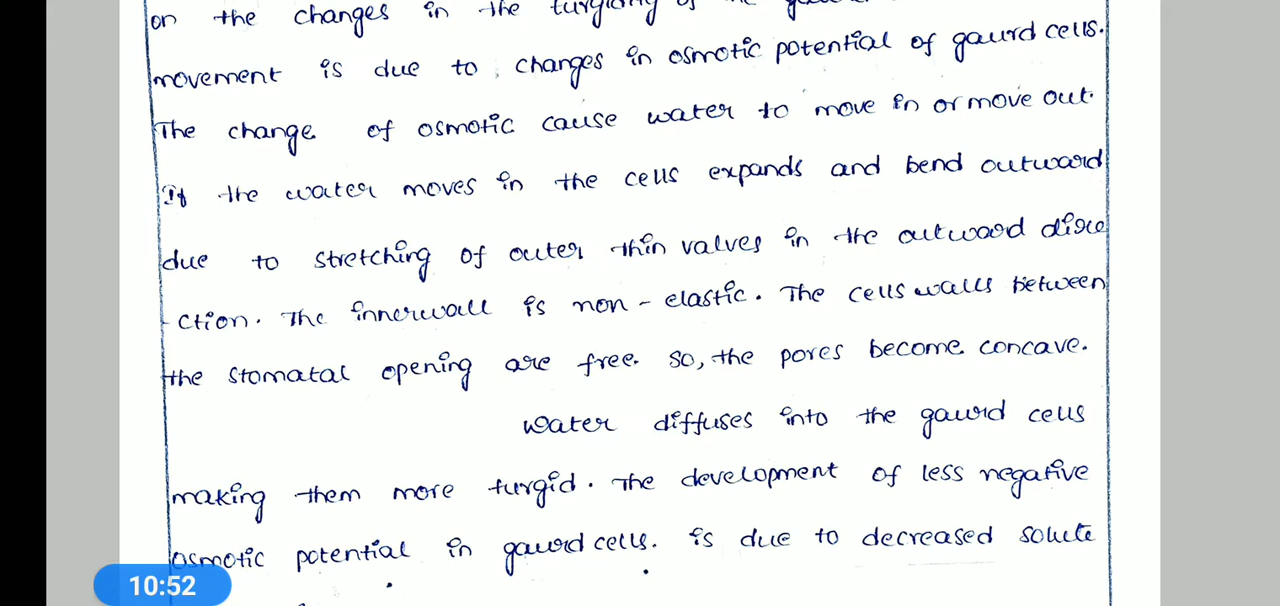 on the changes in the turgidity of the
movement is due to changes in osmotic potential of gaurd cells.
The change of osmotic cause water to move in or move out.
If the water moves in the cells expands and bend outward
due to stretching of outer thin valves in the outward dire
-ction. The innerwall is non-elastic. The cells walls between
the stomatal opening are free. So, the pores become concave.
Water diffuses into the gaurd cells
making them more turgid. The development of less negative
osmotic potential in gaurd cells. is due to decreased solute
10:52